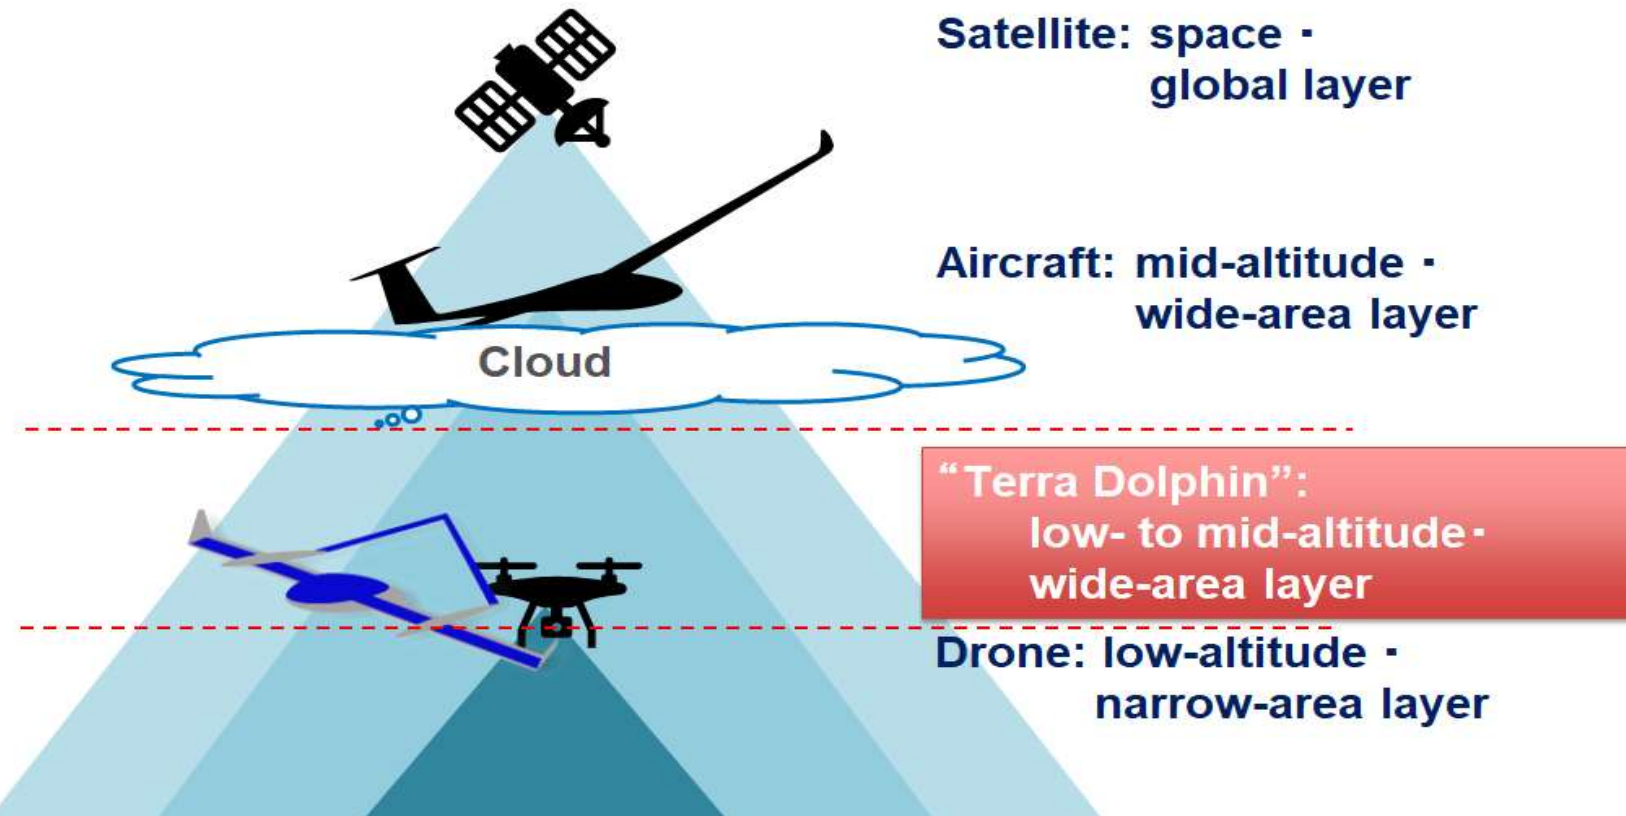 Satellite: space ･
global layer
Aircraft: mid-altitude ･
wide-area layer
Cloud
“Terra Dolphin”:
low- to mid-altitude･
wide-area layer
Drone: low-altitude ･
narrow-area layer